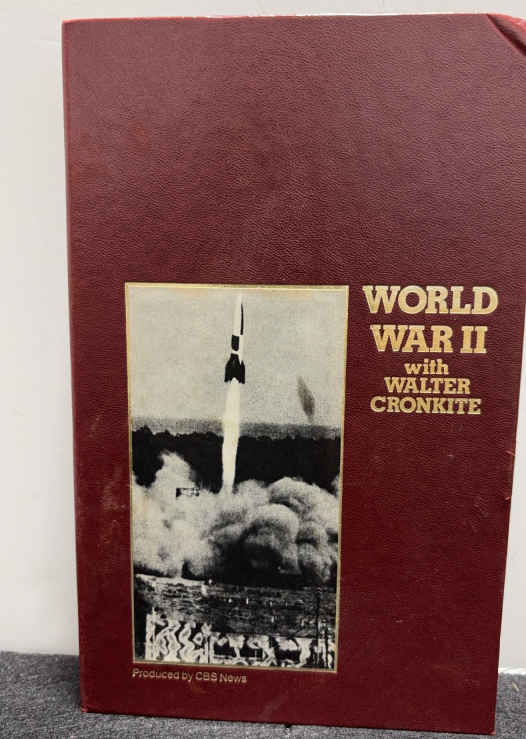 WORLD
WAR II
with
WALTER
CRONKITE
Produced by CBS News